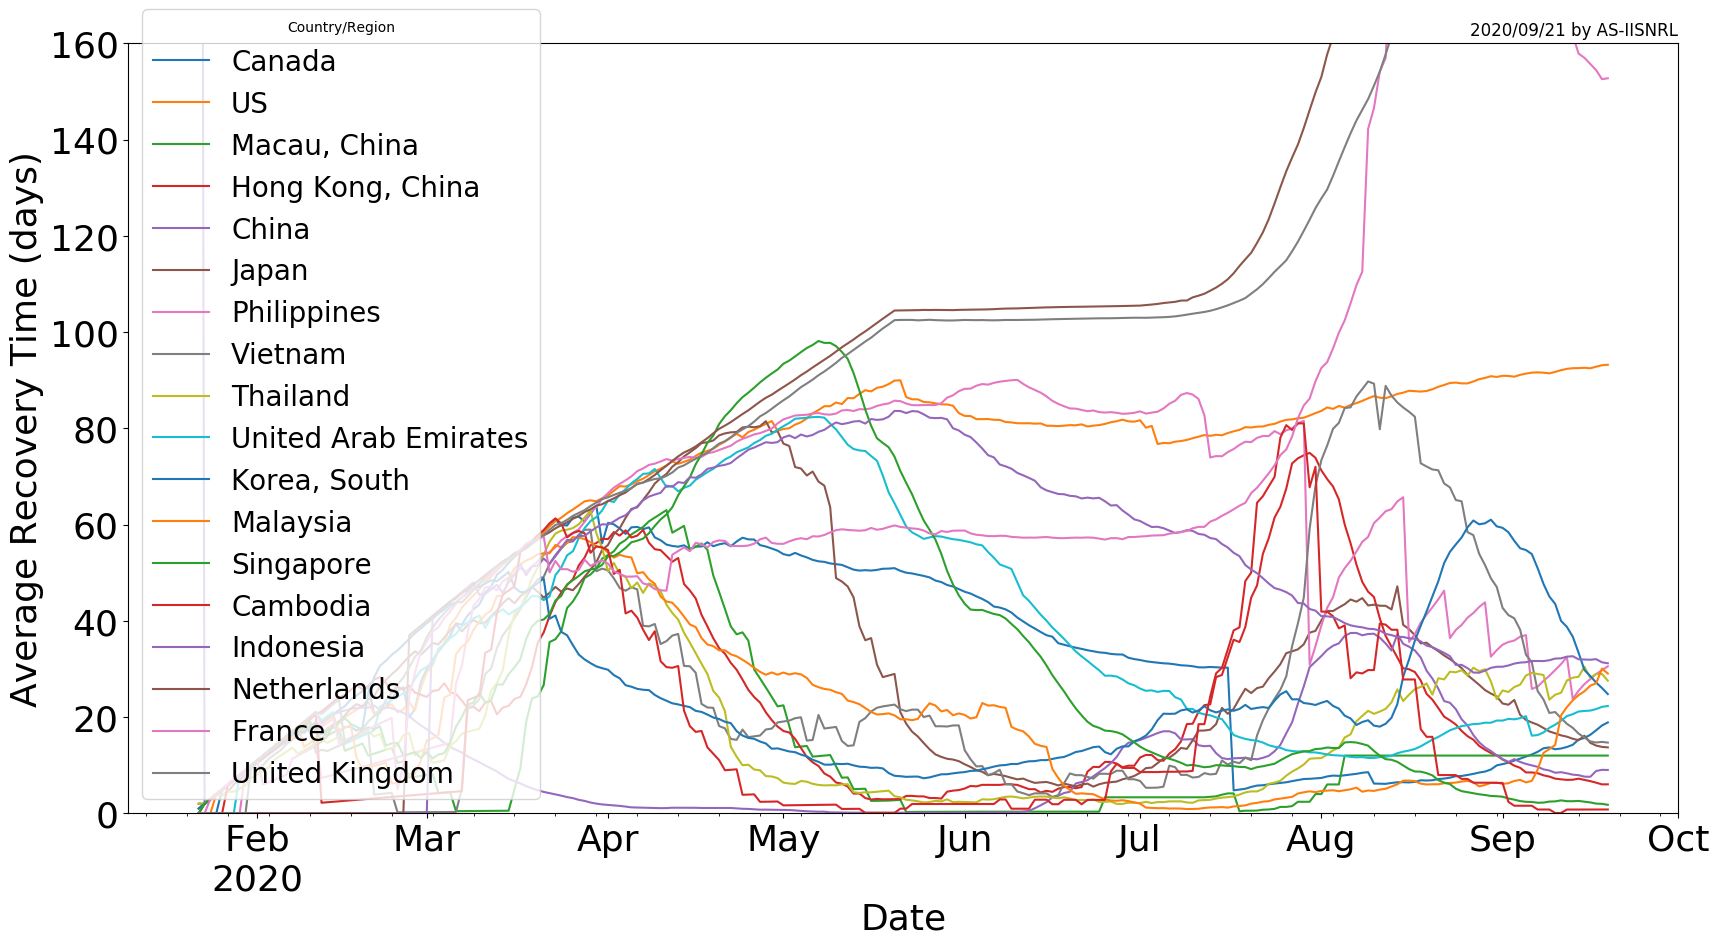 Country/Region
2020/09/21 by AS-IISNRL
Canada
US
Macau, China
Hong Kong, China
China
Japan
Philippines
Vietnam
Thailand
United Arab Emirates
Korea, South
Malaysia
Singapore
Cambodia
Indonesia
Netherlands
France
United Kingdom
Average Recovery Time (days)
160
140
120
100
80
60
40
20
0
Feb Mar Apr May Jun Jul Aug Sep Oct
2020
Date